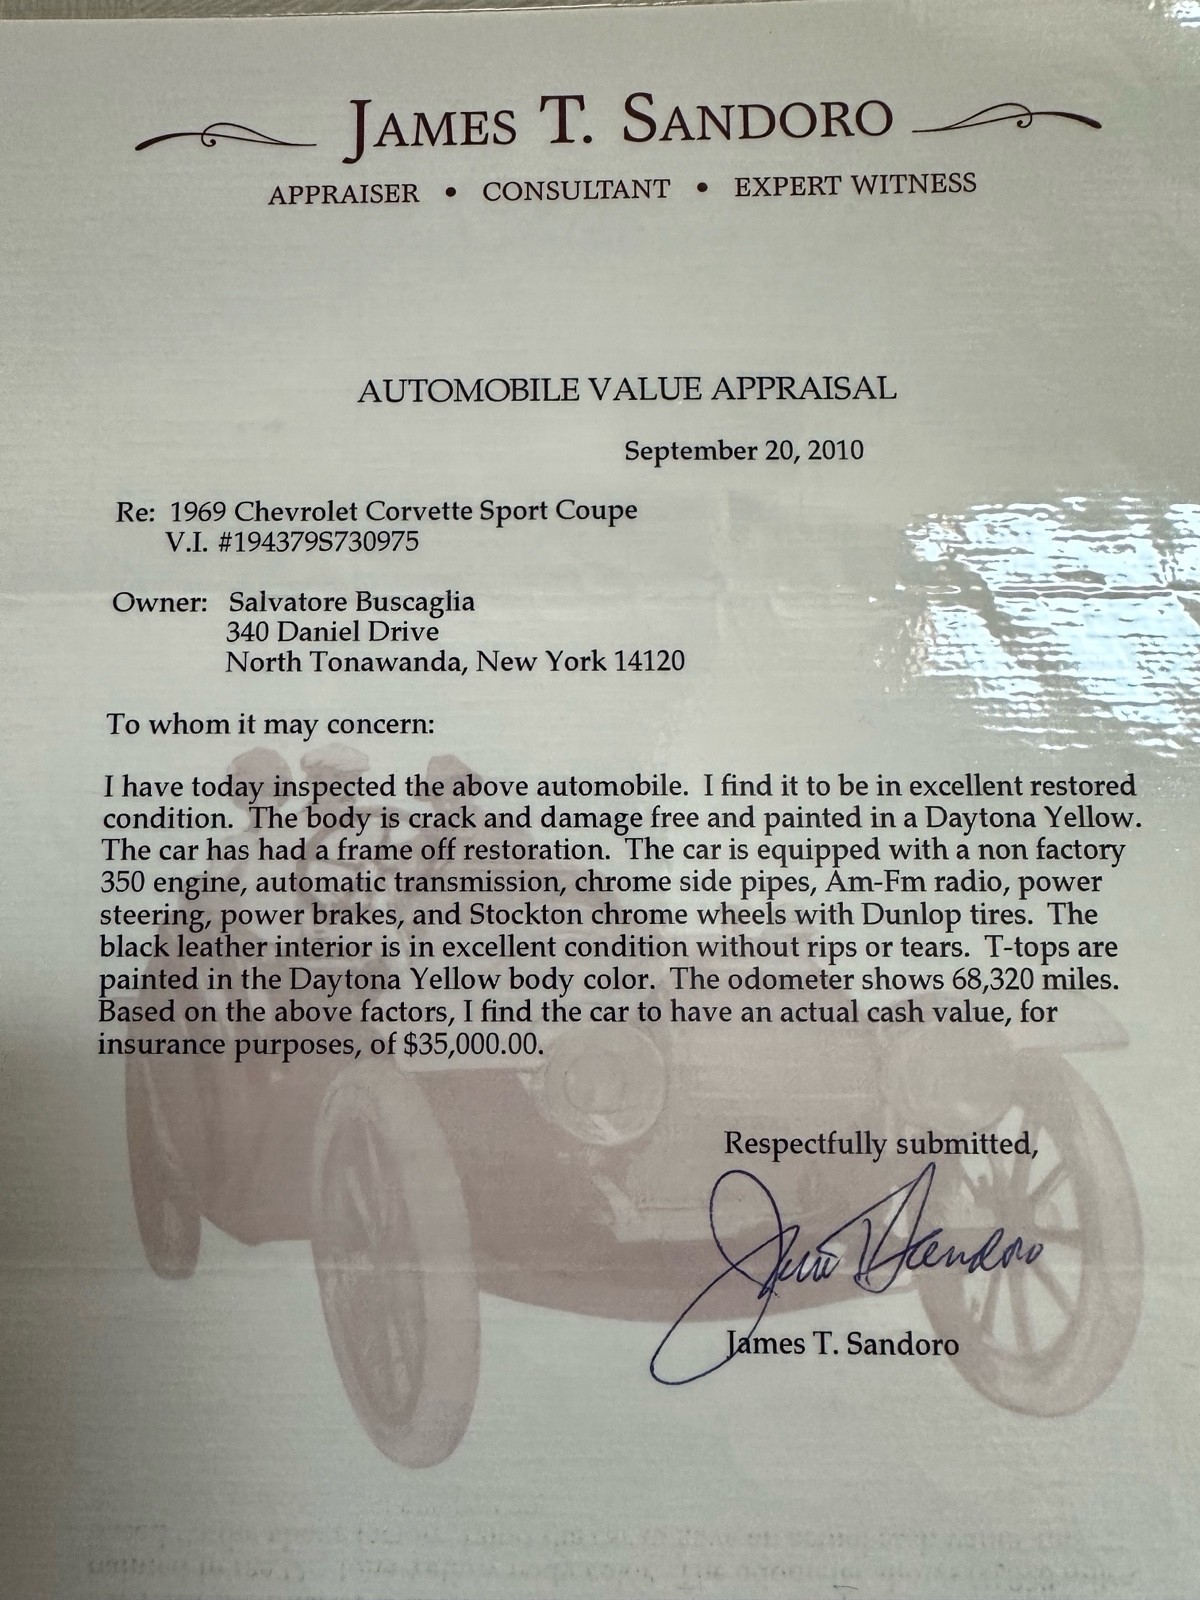 JAMES T. SANDORO
APPRAISER • CONSULTANT • EXPERT WITNESS
AUTOMOBILE VALUE APPRAISAL
September 20, 2010
Re: 1969 Chevrolet Corvette Sport Coupe
V.I. #194379S730975
Owner: Salvatore Buscaglia
340 Daniel Drive
North Tonawanda, New York 14120
To whom it may concern:
I have today inspected the above automobile. I find it to be in excellent restored
condition. The body is crack and damage free and painted in a Daytona Yellow.
The car has had a frame off restoration. The car is equipped with a non factory
350 engine, automatic transmission, chrome side pipes, Am-Fm radio, power
steering, power brakes, and Stockton chrome wheels with Dunlop tires. The
black leather interior is in excellent condition without rips or tears. T-tops are
painted in the Daytona Yellow body color. The odometer shows 68,320 miles.
Based on the above factors, I find the car to have an actual cash value, for
insurance purposes, of $35,000.00.
Respectfully submitted,
James T. Sandoro